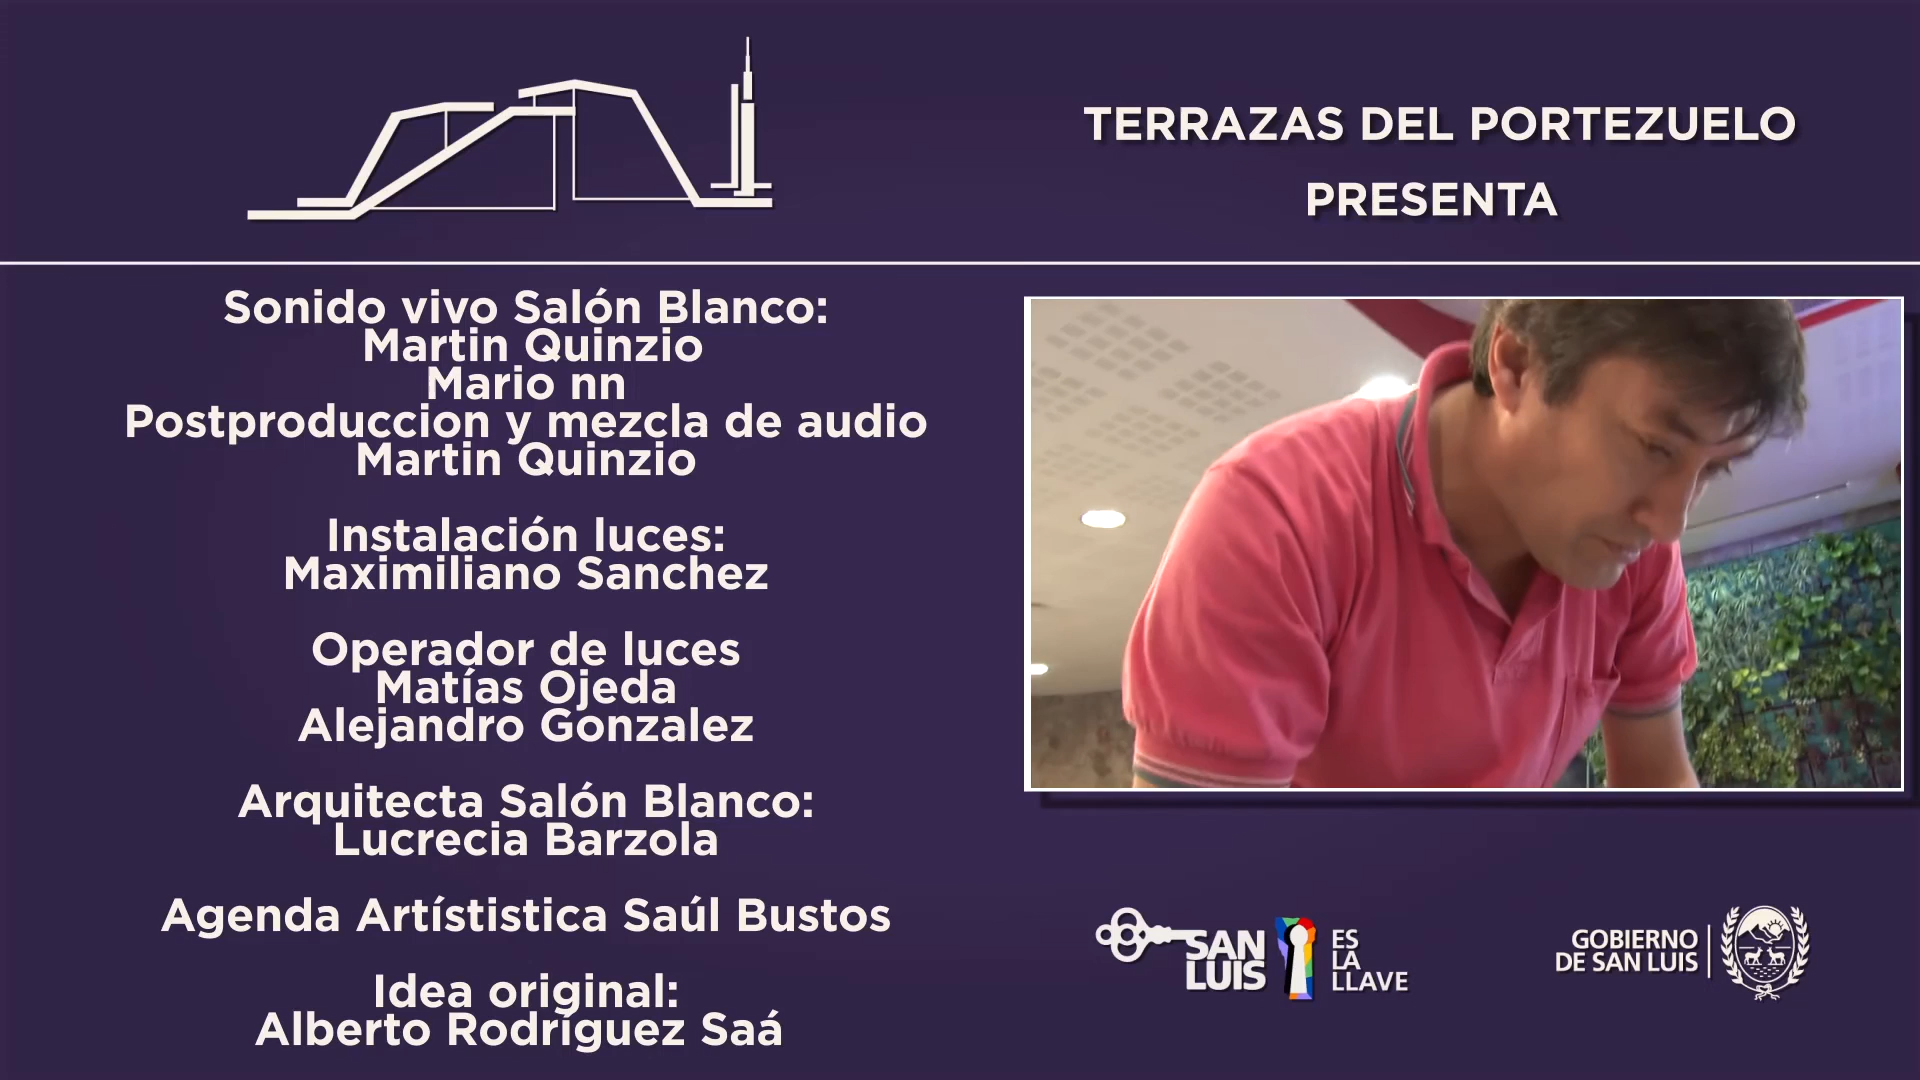 TERRAZAS DEL PORTEZUELO
PRESENTA
Sonido vivo Salón Blanco:
Martin Quinzio
Mario nn
Postproduccion y mezcla de audio
Martin Quinzio
Instalación luces:
Maximiliano Sanchez
Operador de luces
Matías Ojeda
Alejandro Gonzalez
Arquitecta Salón Blanco:
Lucrecia Barzola
Agenda Artístistica Saúl Bustos
Idea original:
Alberto Rodríguez Saá
SAN
LUIS
ES
LA
LLAVE
GOBIERNO
DE SAN LUIS